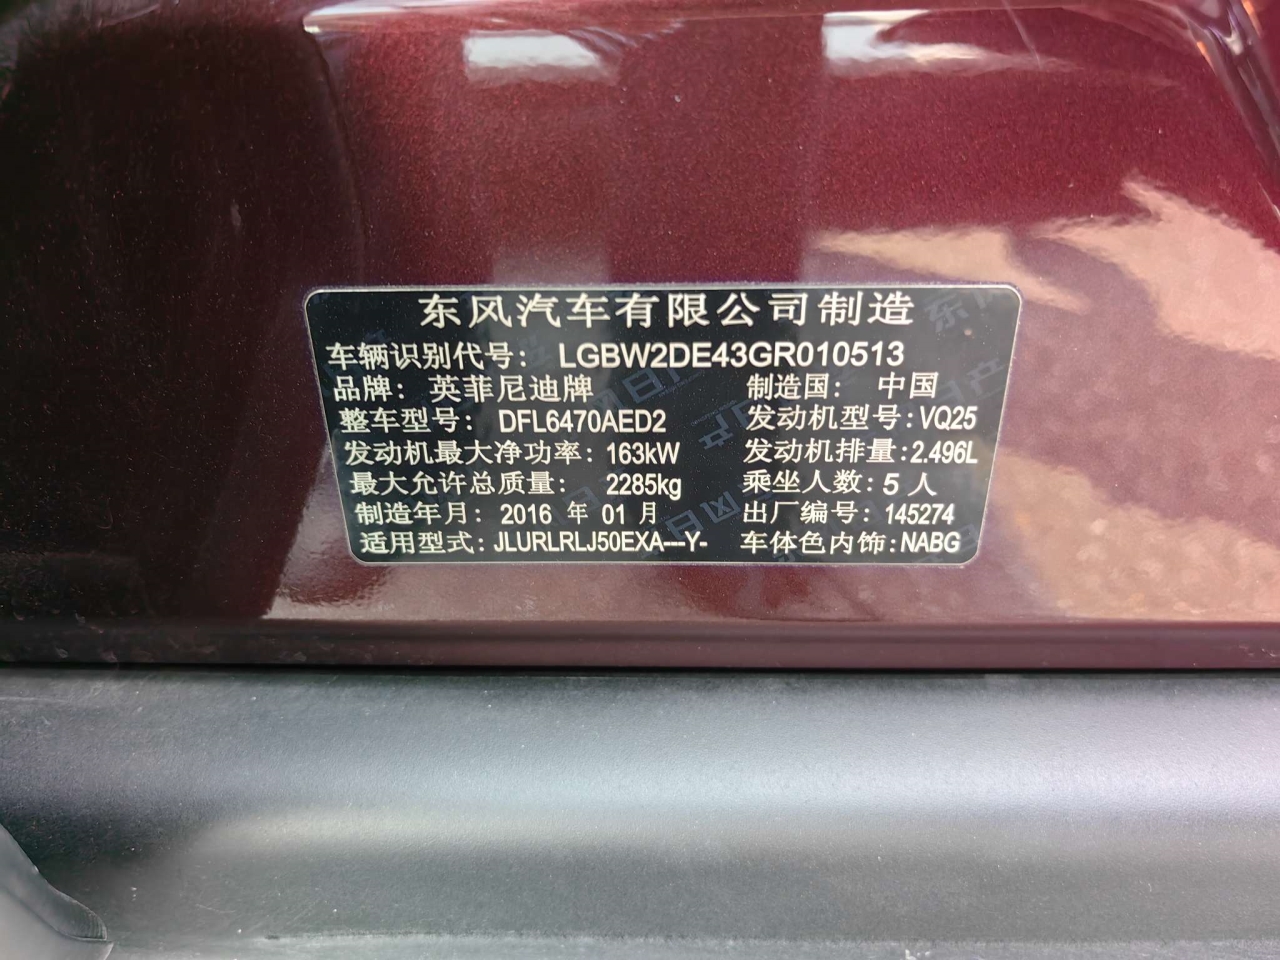 东风汽车有限公司制造
车辆识别代号： LGBW2DE43GR010513
品牌： 英菲尼迪牌 制造国： 中国
整车型号： DFL6470AED2 发动机型号：VQ25
发动机最大净功率：163kW 发动机排量：2.496L
最大允许总质量： 2285kg 乘坐人数：5人
制造年月：2016 年 01 月 出厂编号：145274
适用型式：JLURLRLJ50EXA---Y- 车体色内饰：NABG